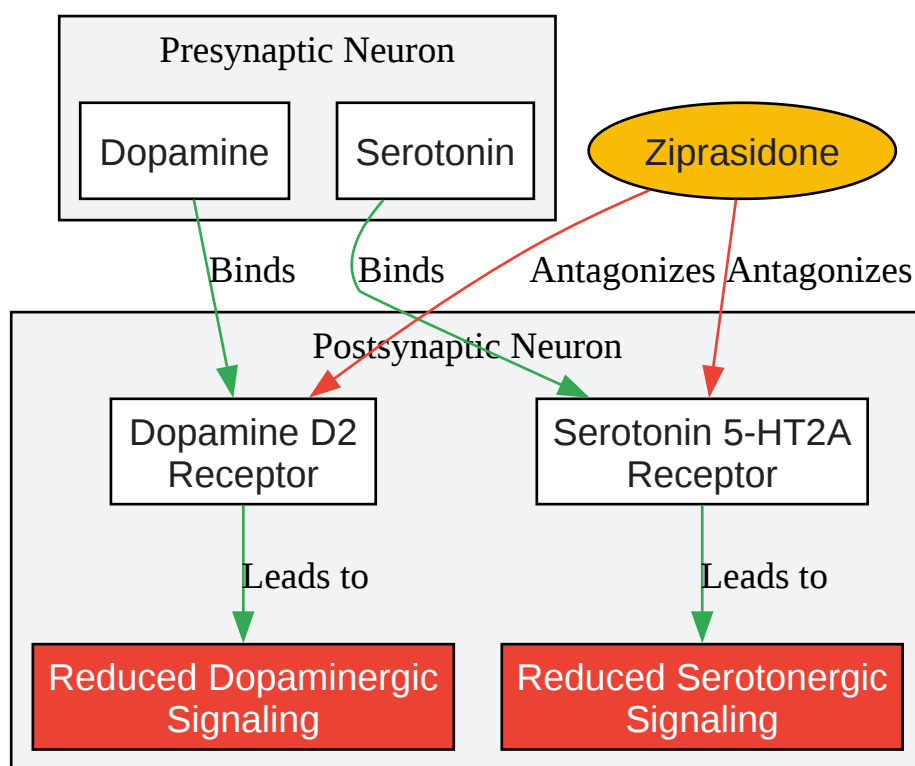 Presynaptic Neuron
Dopamine
Serotonin
Ziprasidone
Binds
Binds
Antagonizes
Antagonizes
Postsynaptic Neuron
Dopamine D2
Receptor
Serotonin 5-HT2A
Receptor
Leads to
Leads to
Reduced Dopaminergic
Signaling
Reduced Serotonergic
Signaling